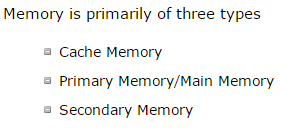 Memory is primarily of three types
Cache Memory
Primary Memory/Main Memory
Secondary Memory